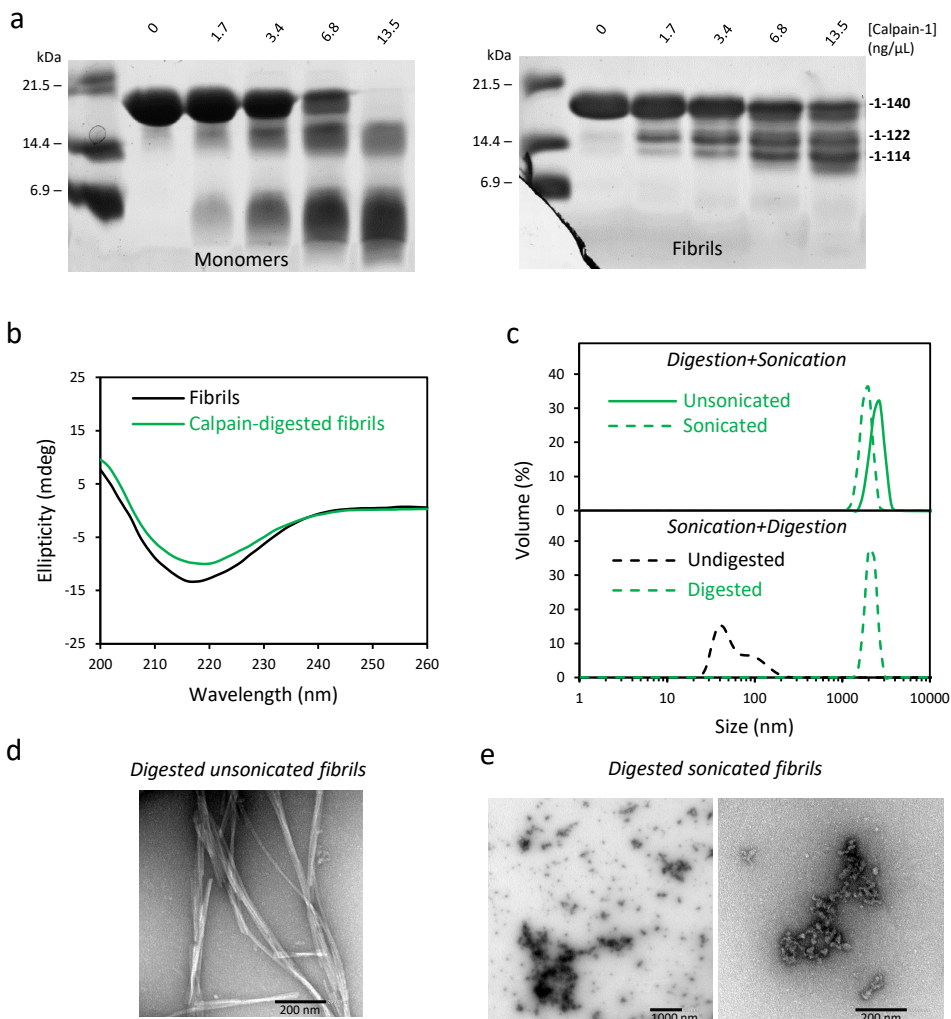 a
kDa
0
1.7
3.4
6.8
13.5
21.5 –
14.4 –
6.9 –
Monomers
kDa
0
1.7
3.4
6.8
13.5
[Calpain-1]
(ng/µL)
21.5 –
14.4 –
6.9 –
-1-140
-1-122
-1-114
Fibrils
b
25
15
5
-5
-15
-25
Ellipticity (mdeg)
Fibrils
Calpain-digested fibrils
200
210
220
230
240
250
260
Wavelength (nm)
c
Digestion+Sonication
Unsonicated
Sonicated
40
30
20
10
0
Volume (%)
Sonication+Digestion
Undigested
Digested
40
30
20
10
0
1
10
100
1000
10000
Size (nm)
d
Digested unsonicated fibrils
200 nm
e
Digested sonicated fibrils
1000 nm
200 nm